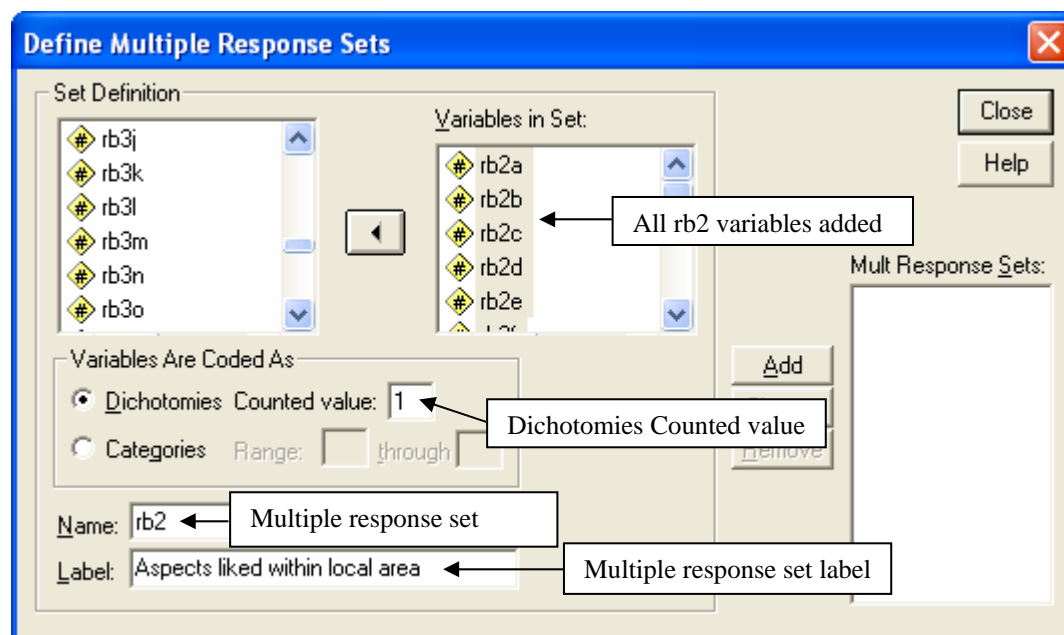 Define Multiple Response Sets
Set Definition
rb3j
rb3k
rb3l
rb3m
rb3n
rb3o
Variables in Set:
rb2a
rb2b
rb2c
rb2d
rb2e
All rb2 variables added
Close
Help
Mult Response Sets:
Variables Are Coded As
Dichotomies Counted value: 1
Dichotomies Counted value
Categories Range: through
Add
Remove
Name: rb2
Multiple response set
Label: Aspects liked within local area
Multiple response set label